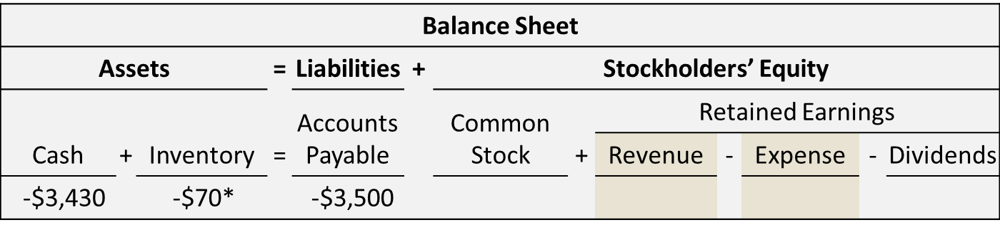 Balance Sheet
Assets = Liabilities + Stockholders’ Equity
Retained Earnings
Accounts Common
Cash + Inventory = Payable Stock + Revenue - Expense - Dividends
-$3,430 -$70* -$3,500